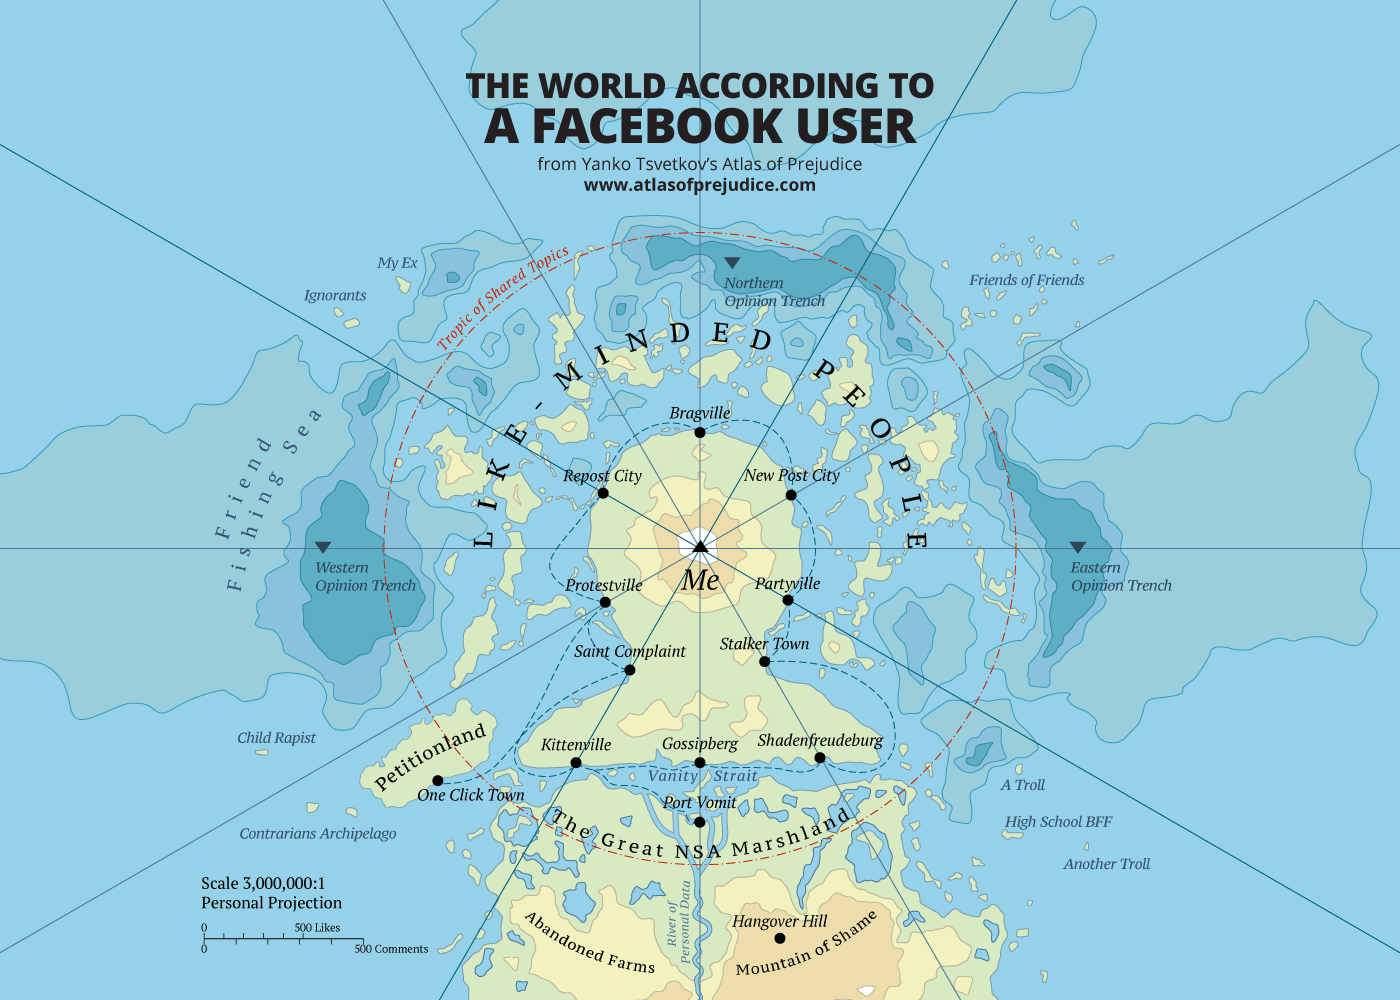 THE WORLD ACCORDING TO
A FACEBOOK USER
from Yanko Tsvetkov's Atlas of Prejudice
www.atlasofprejudice.com
My Ex
Ignorants
Tropic of Shared Topics
Northern
Opinion Trench
Friends of Friends
LIKE-MINDED PEOPLE
Friend
Fishing Sea
Bragville
Repost City
New Post City
Western
Opinion Trench
Me
Eastern
Opinion Trench
Protestville
Partyville
Saint Complaint
Stalker Town
Child Rapist
Petitionland
One Click Town
Kittenville
Gossipberg
Shadenfreudeburg
Vanity Strait
Port Vomit
The Great NSA Marshland
A Troll
High School BFF
Another Troll
Contrarians Archipelago
Scale 3,000,000:1
Personal Projection
0
500 Likes
0
500 Comments
River of
Personal Data
Abandoned Farms
Hangover Hill
Mountain of Shame